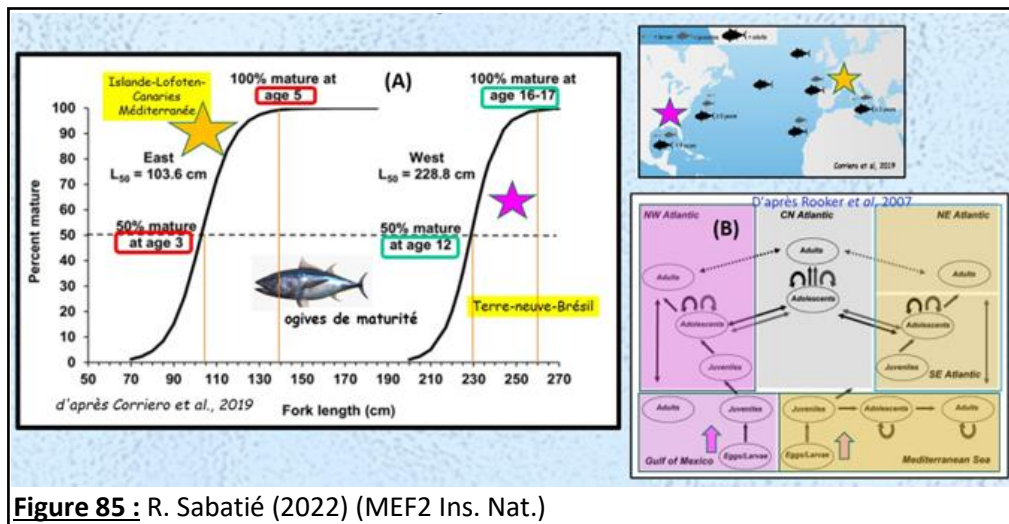 Islande-Lofoten-
Canaries
Méditerranée
100% mature at
age 5
(A)
100% mature at
age 16-17
East
L50 = 103.6 cm
West
L50 = 228.8 cm
50% mature
at age 3
50% mature
at age 12
ogives de maturité
Terre-neuve-Brésil
Percent mature
100
90
80
70
60
50
40
30
20
10
0
50 70 90 110 130 150 170 190 210 230 250 270
d'après Corriero et al., 2019
Fork length (cm)
= adults
Corriero et al, 2019
D'après Rooker et al, 2007
NW Atlantic
CN Atlantic
NE Atlantic
(B)
Adults
Adults
Adults
Adolescents
Adolescents
Adolescents
Juveniles
Juveniles
SE Atlantic
Adults
Juveniles
Juveniles
Adolescents
Adults
Gulf of Mexico
Eggs/Larvae
Eggs/Larvae
Mediterranean Sea
Figure 85 : R. Sabatié (2022) (MEF2 Ins. Nat.)